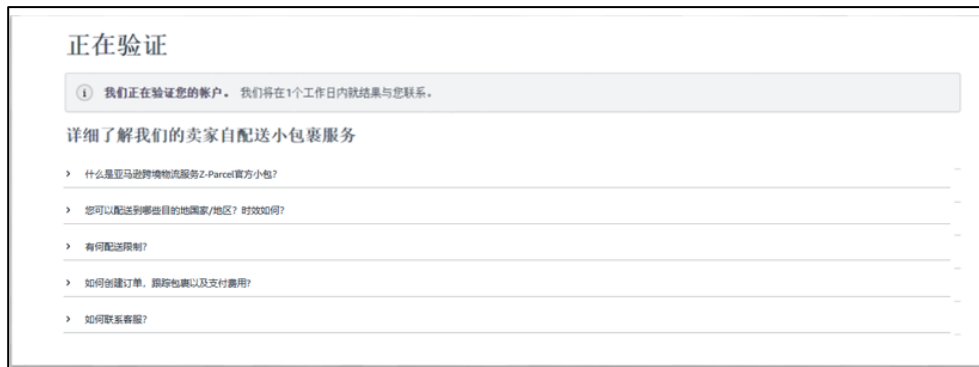 正在验证
我们正在验证您的帐户。 我们将在1个工作日内就结果与您联系。
详细了解我们的卖家自配送小包裹服务
什么是亚马逊跨境物流服务Z-Parcel官方小包?
您可以配送到哪些目的地国家/地区？时效如何?
有何配送限制?
如何创建订单，跟踪包裹以及支付费用?
如何联系客服?